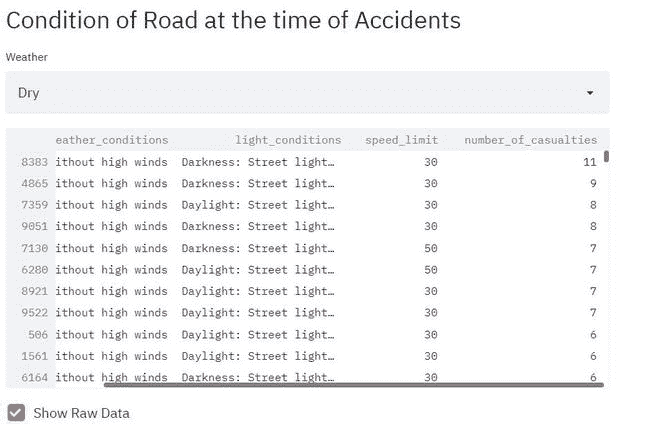 Condition of Road at the time of Accidents
Weather
Dry
eather_conditions light_conditions speed_limit number_of_casualties
8383 ithout high winds Darkness: Street light… 30 11
4865 ithout high winds Darkness: Street light… 30 9
7359 ithout high winds Daylight: Street light… 30 8
9051 ithout high winds Darkness: Street light… 30 8
7130 ithout high winds Darkness: Street light… 50 7
6280 ithout high winds Daylight: Street light… 50 7
8921 ithout high winds Daylight: Street light… 30 7
9522 ithout high winds Daylight: Street light… 30 7
506 ithout high winds Daylight: Street light… 30 6
1561 ithout high winds Daylight: Street light… 30 6
6164 ithout high winds Darkness: Street light… 30 6
Show Raw Data